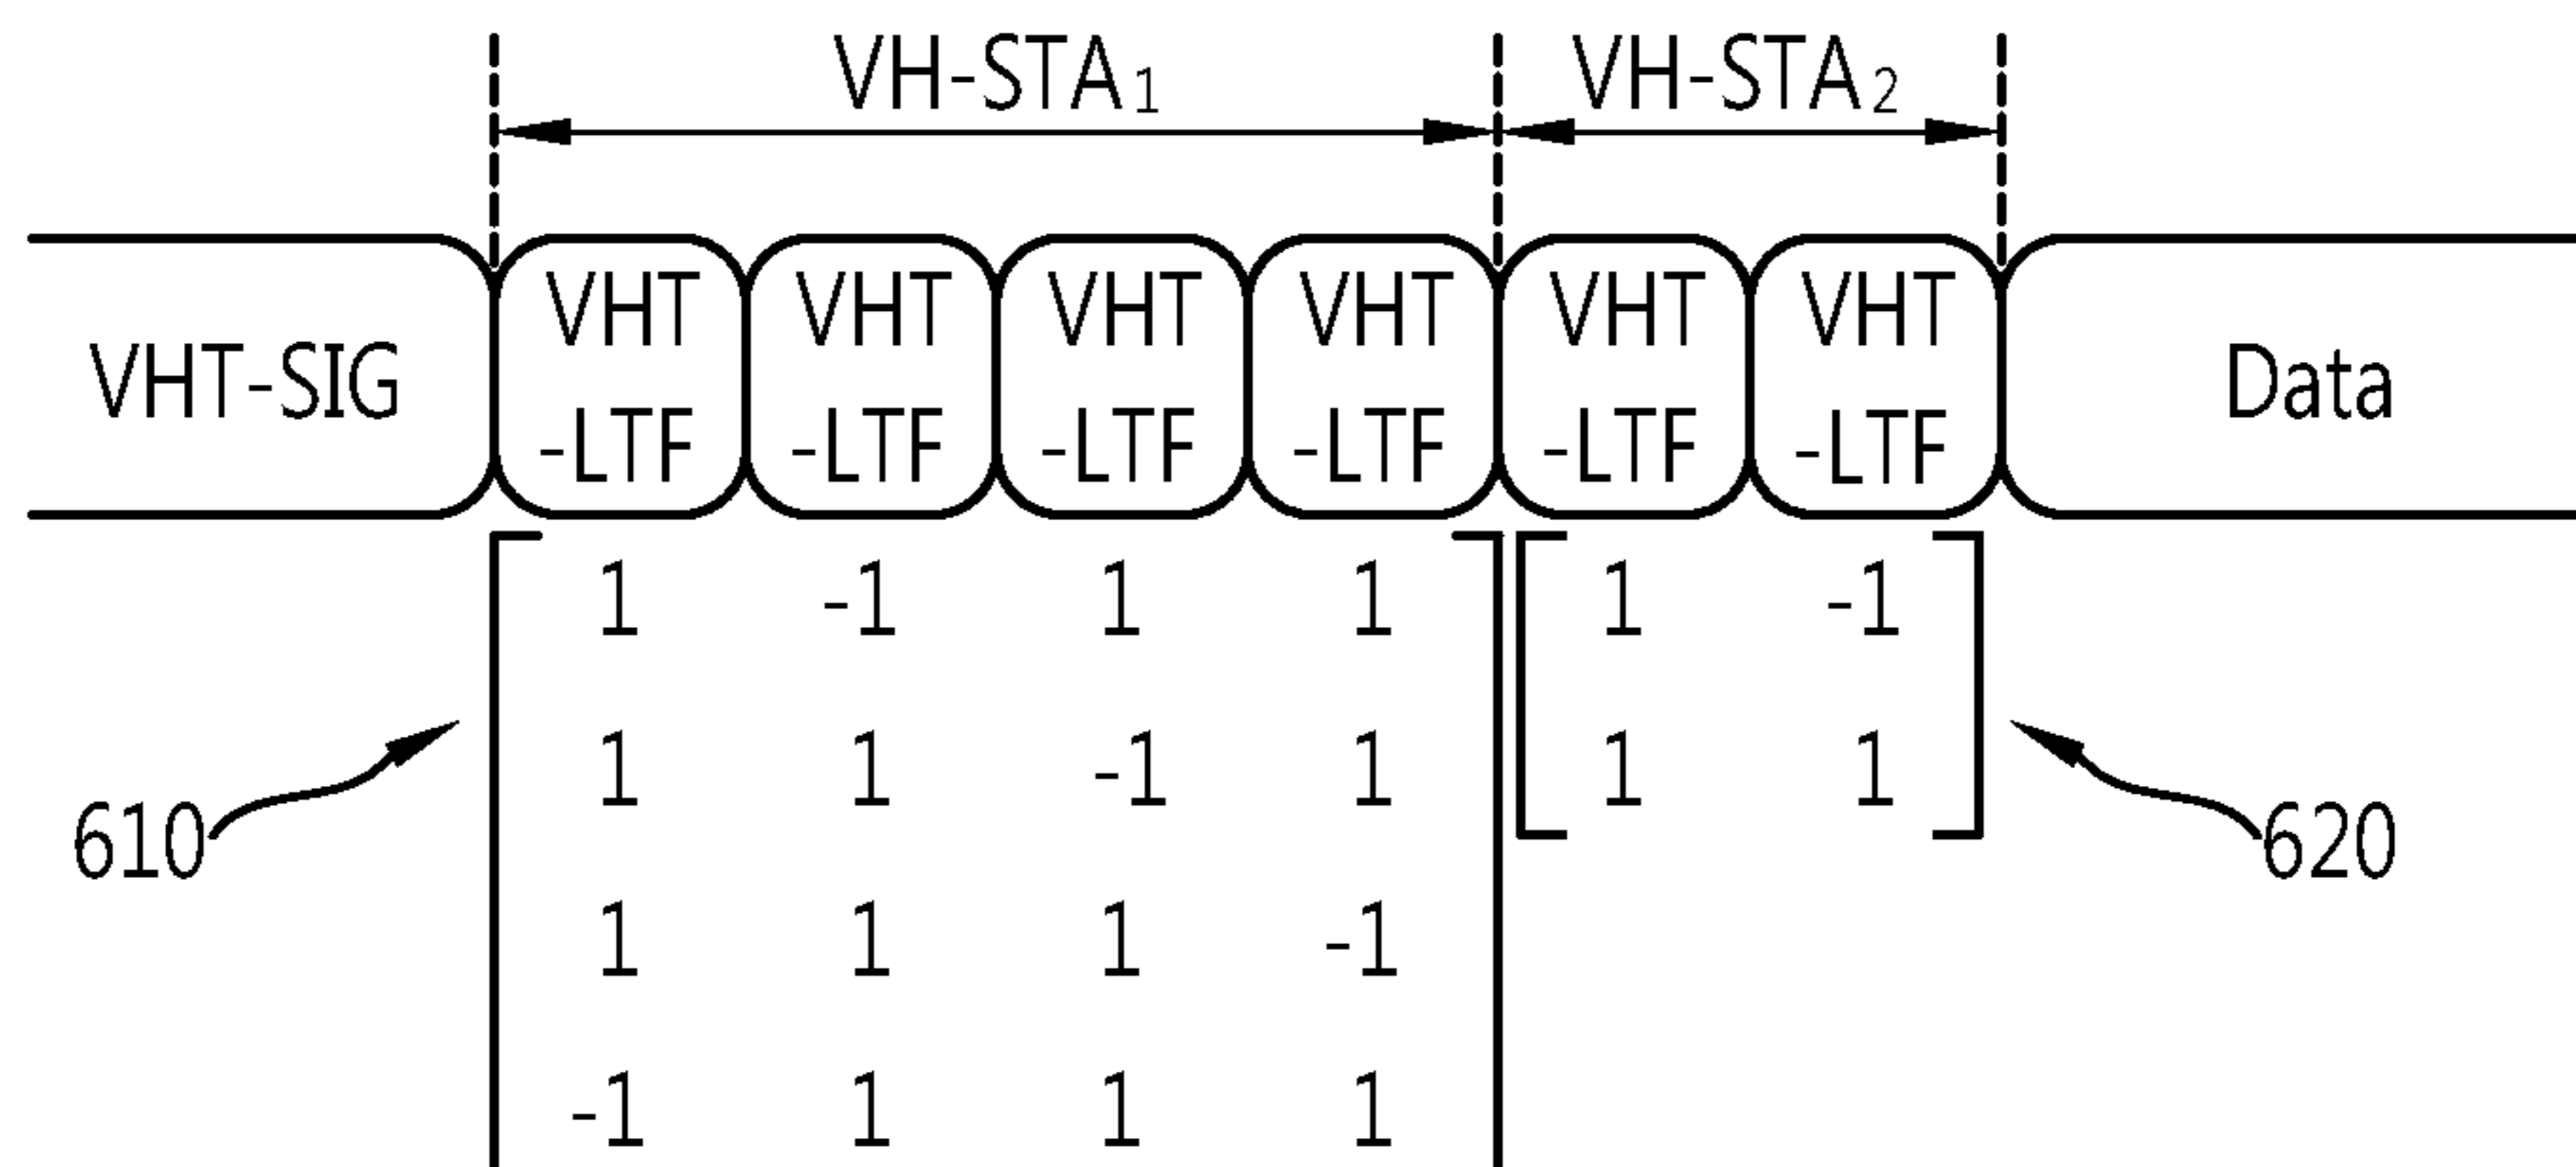 VH-STA1 VH-STA2
VHT-SIG VHT -LTF VHT -LTF VHT -LTF VHT -LTF VHT -LTF VHT -LTF Data
1 -1 1 1 1 -1
1 1 -1 1 1 1
610 620
1 1 1 -1
-1 1 1 1